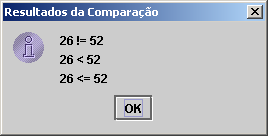 Resultados da Comparação
26 != 52
26 < 52
26 <= 52
OK